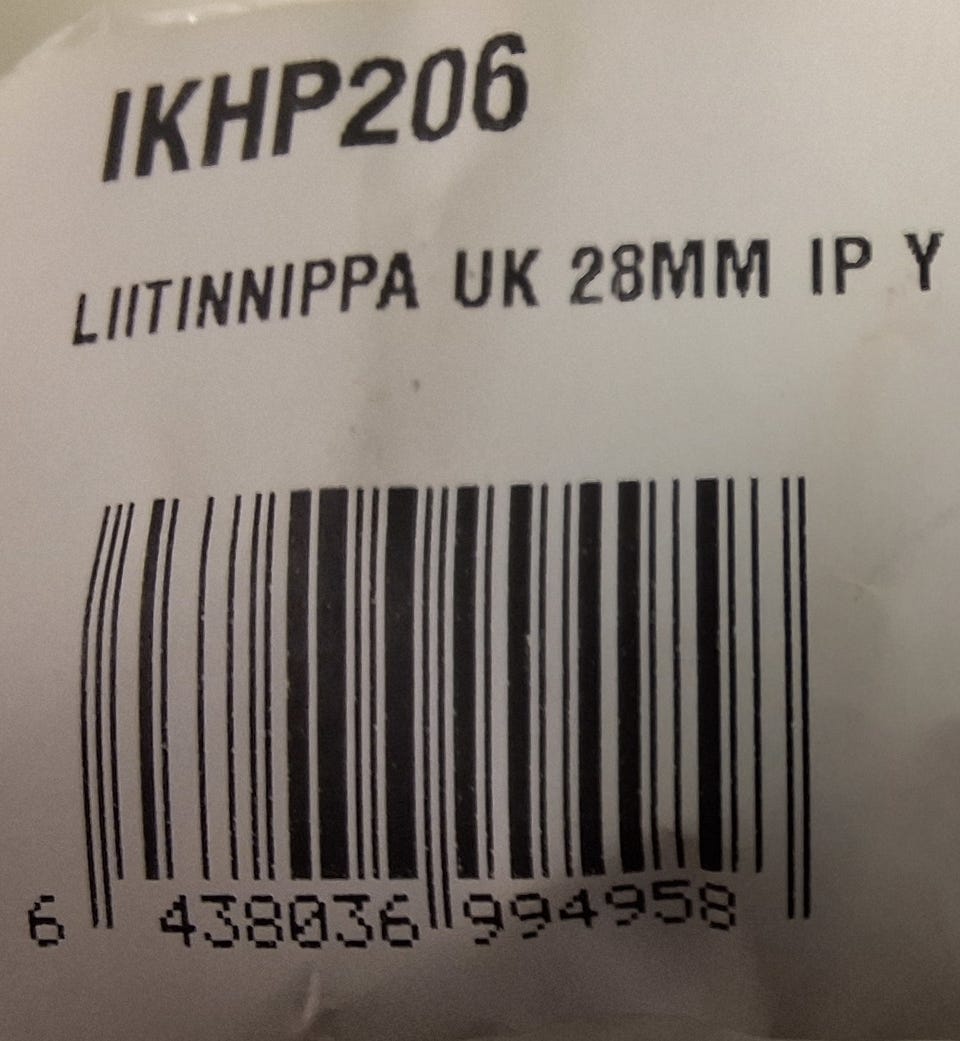 IKHP206
LIITINNIPPA UK 28MM IP Y
6 438036 994958